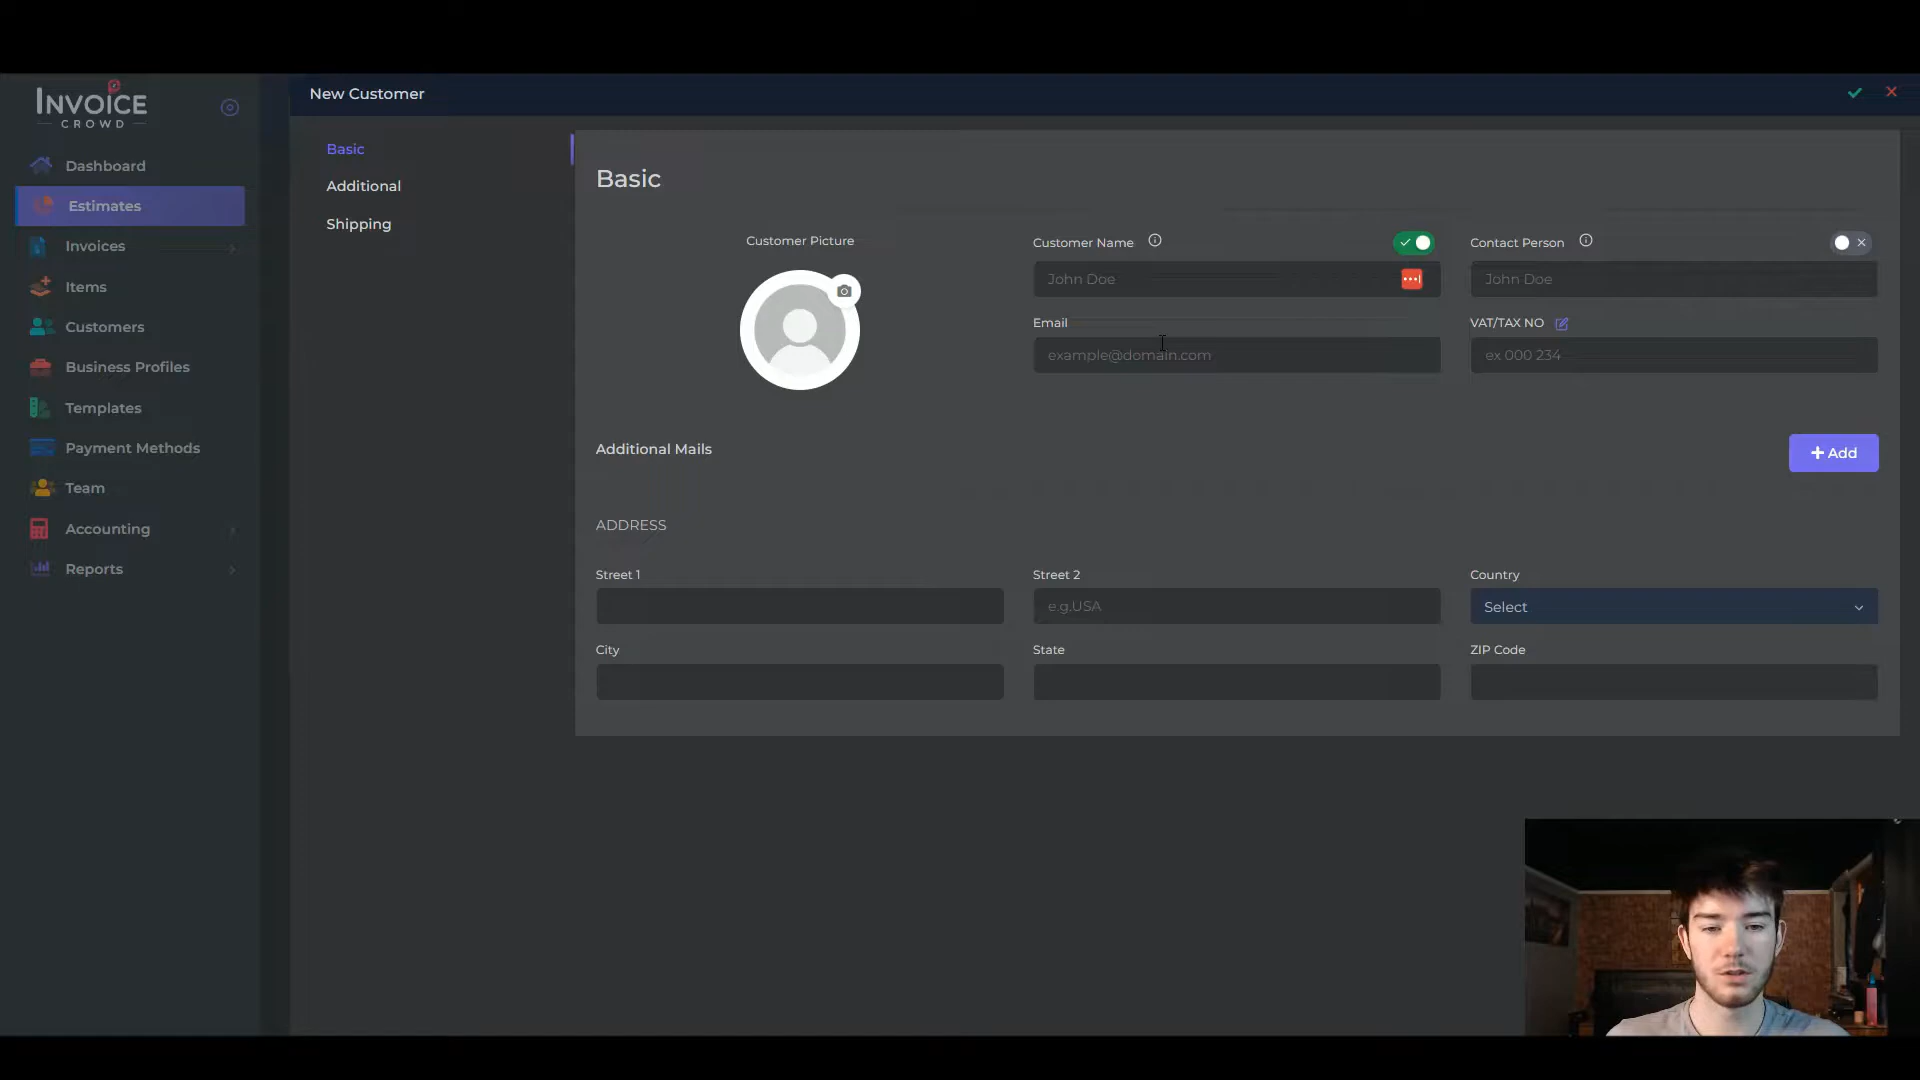 INVOICE
CROWD
New Customer
Dashboard
Estimates
Invoices
Items
Customers
Business Profiles
Templates
Payment Methods
Team
Accounting
Reports
Basic
Additional
Shipping
Basic
Customer Picture
Customer Name
John Doe
Contact Person
John Doe
Email
example@domain.com
VAT/TAX NO
ex 000 234
Additional Mails
+ Add
ADDRESS
Street 1
Street 2
e.g.USA
Country
Select
City
State
ZIP Code